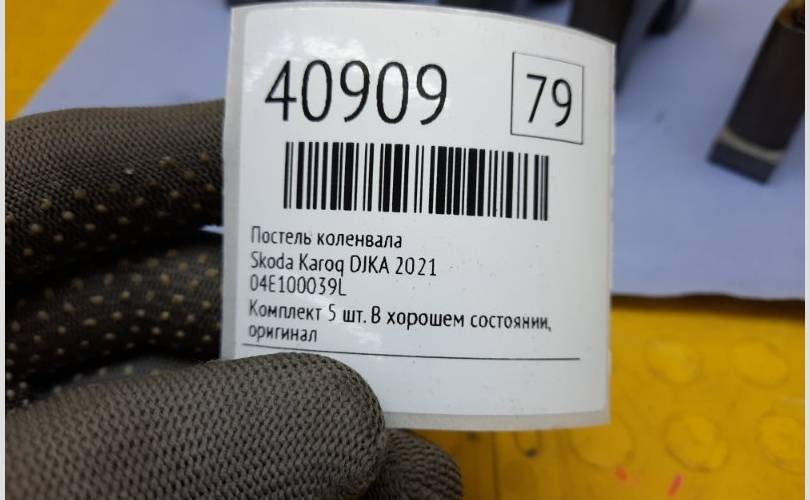 40909
79
Постель коленвала
Skoda Karoq DJKA 2021
04E100039L
Комплект 5 шт. В хорошем состоянии,
оригинал